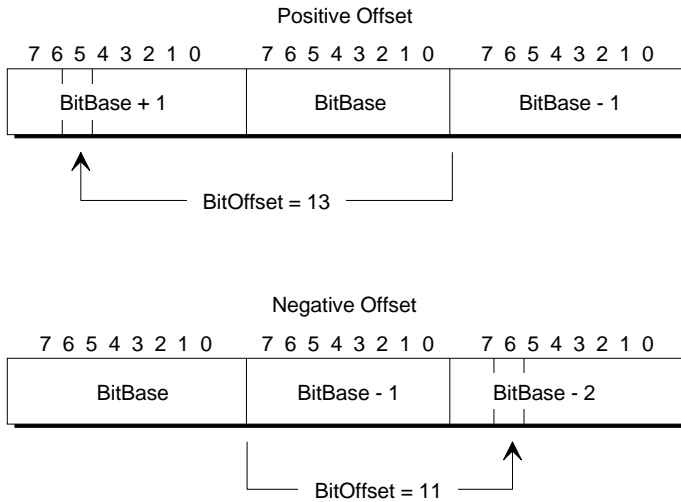 Positive Offset
7 6 5 4 3 2 1 0 7 6 5 4 3 2 1 0 7 6 5 4 3 2 1 0
BitBase + 1 BitBase BitBase - 1
BitOffset = 13
Negative Offset
7 6 5 4 3 2 1 0 7 6 5 4 3 2 1 0 7 6 5 4 3 2 1 0
BitBase BitBase - 1 BitBase - 2
BitOffset = 11